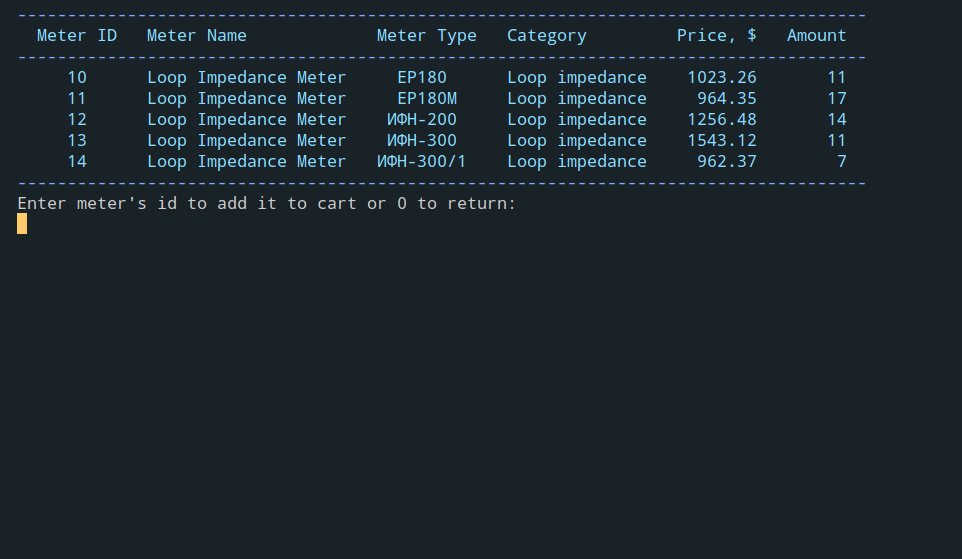 -------------------------------------------------------------------------------------
Meter ID   Meter Name             Meter Type   Category         Price, $   Amount
-------------------------------------------------------------------------------------
10      Loop Impedance Meter     EP180      Loop impedance    1023.26       11
11      Loop Impedance Meter     EP180M     Loop impedance     964.35       17
12      Loop Impedance Meter    ИФН-200     Loop impedance    1256.48       14
13      Loop Impedance Meter    ИФН-300     Loop impedance    1543.12       11
14      Loop Impedance Meter   ИФН-300/1    Loop impedance     962.37        7
-------------------------------------------------------------------------------------
Enter meter's id to add it to cart or 0 to return: